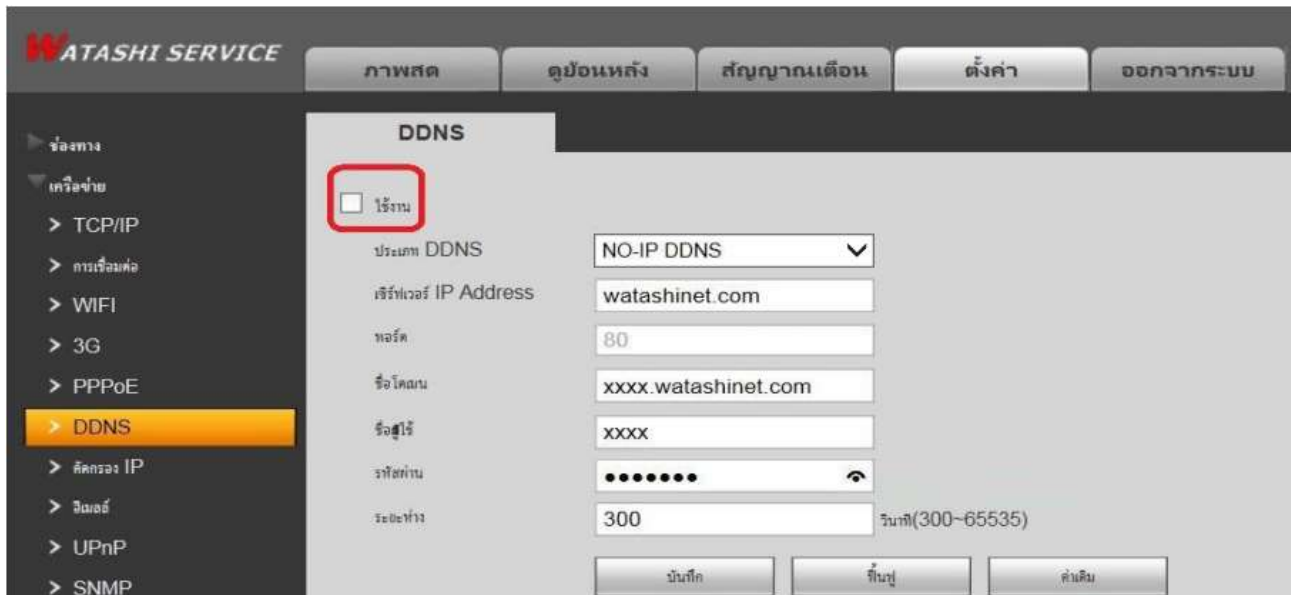 WATASHI SERVICE
ภาพสด ดูย้อนหลัง สัญญาณเตือน ตั้งค่า ออกจากระบบ
ช่องทาง
เครือข่าย
TCP/IP
การเชื่อมต่อ
WIFI
3G
PPPoE
DDNS
คัดกรอง IP
อีเมลล์
UPnP
SNMP
DDNS
ใช้งาน
ประเภท DDNS NO-IP DDNS
เซิร์ฟเวอร์ IP Address watashinet.com
พอร์ต 80
ชื่อโดเมน xxxx.watashinet.com
ชื่อผู้ใช้ xxxx
รหัสผ่าน •••••••
ระยะห่าง 300 วินาที(300~65535)
บันทึก ฟื้นฟู ค่าเดิม